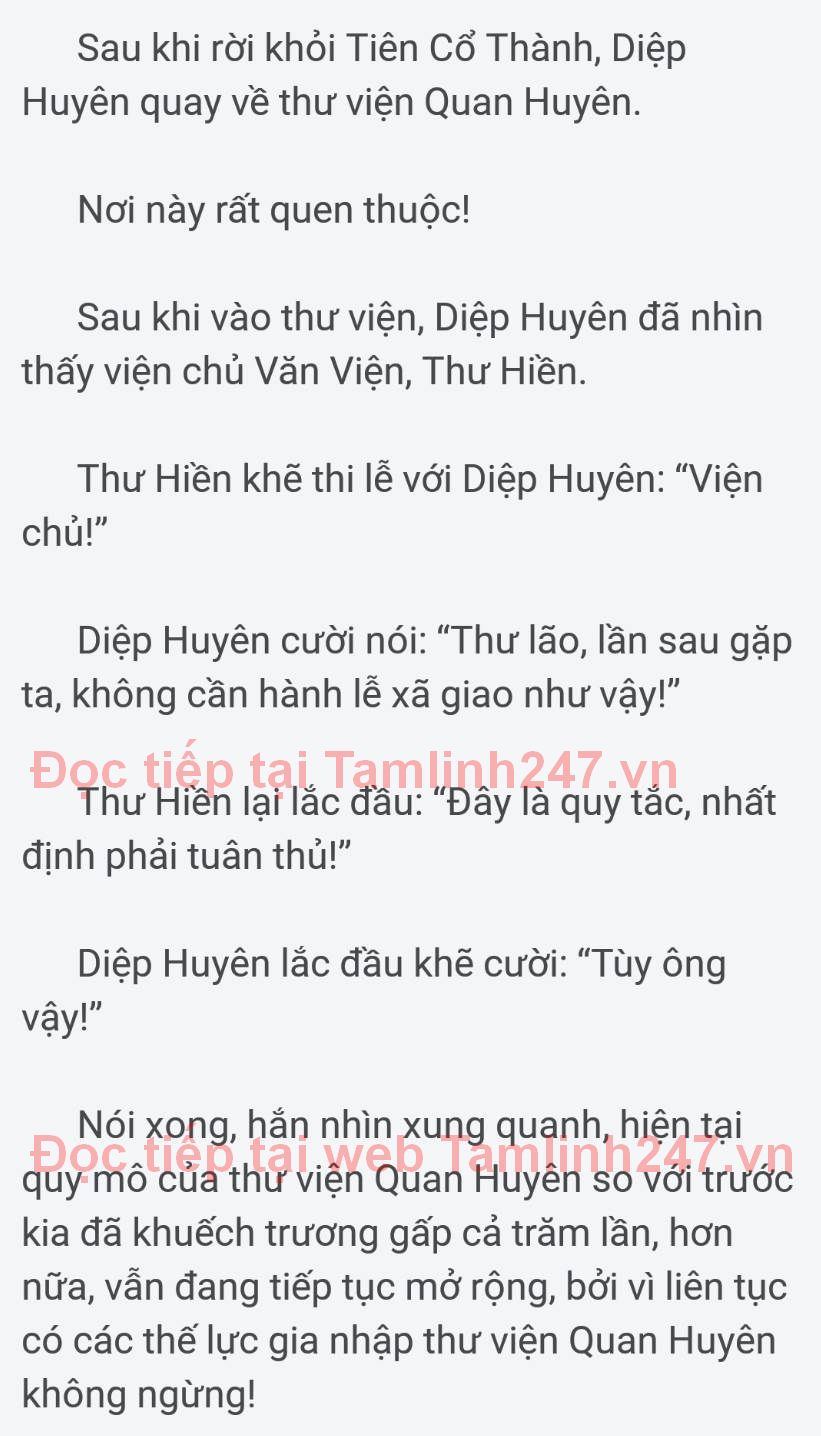 Sau khi rời khỏi Tiên Cổ Thành, Diệp
Huyên quay về thư viện Quan Huyên.
Nơi này rất quen thuộc!
Sau khi vào thư viện, Diệp Huyên đã nhìn
thấy viện chủ Văn Viện, Thư Hiền.
Thư Hiền khẽ thi lễ với Diệp Huyên: “Viện
chủ!”
Diệp Huyên cười nói: “Thư lão, lần sau gặp
ta, không cần hành lễ xã giao như vậy!”
Đọc tiếp tại Tamlinh247.vn
Thư Hiền lại lắc đầu: “Đây là quy tắc, nhất
định phải tuân thủ!”
Diệp Huyên lắc đầu khẽ cười: “Tùy ông
vậy!”
Nói xong, hắn nhìn xung quanh, hiện tại
Đọc tiếp tại web Tamlinh247.vn
quy mô của thư viện Quan Huyên so với trước
kia đã khuếch trương gấp cả trăm lần, hơn
nữa, vẫn đang tiếp tục mở rộng, bởi vì liên tục
có các thế lực gia nhập thư viện Quan Huyên
không ngừng!